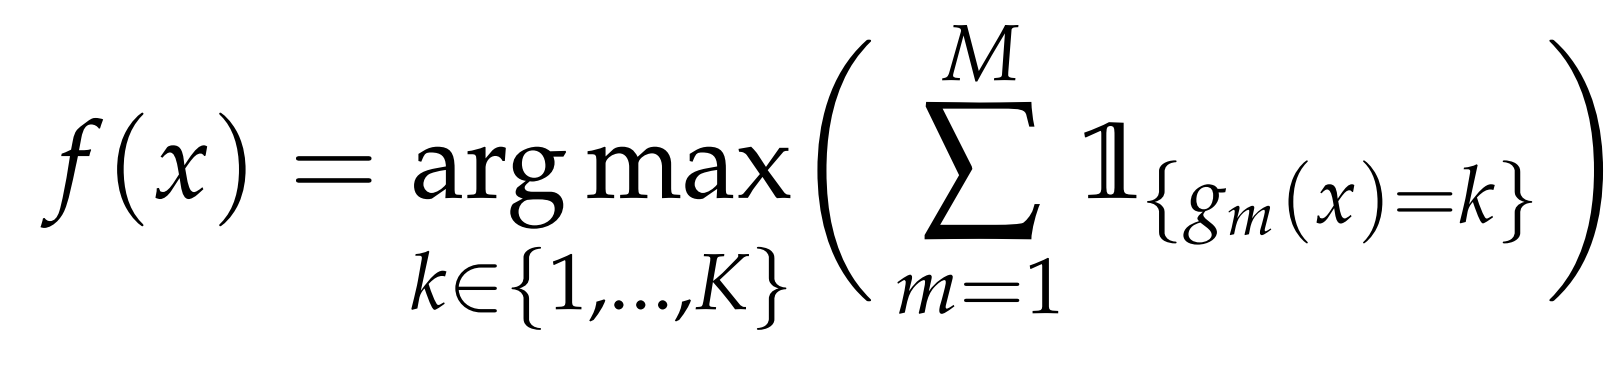 f(x) = arg max_{k∈{1,...,K}} ( ∑_{m=1}^{M} 𝟙_{{g_m(x)=k}} )